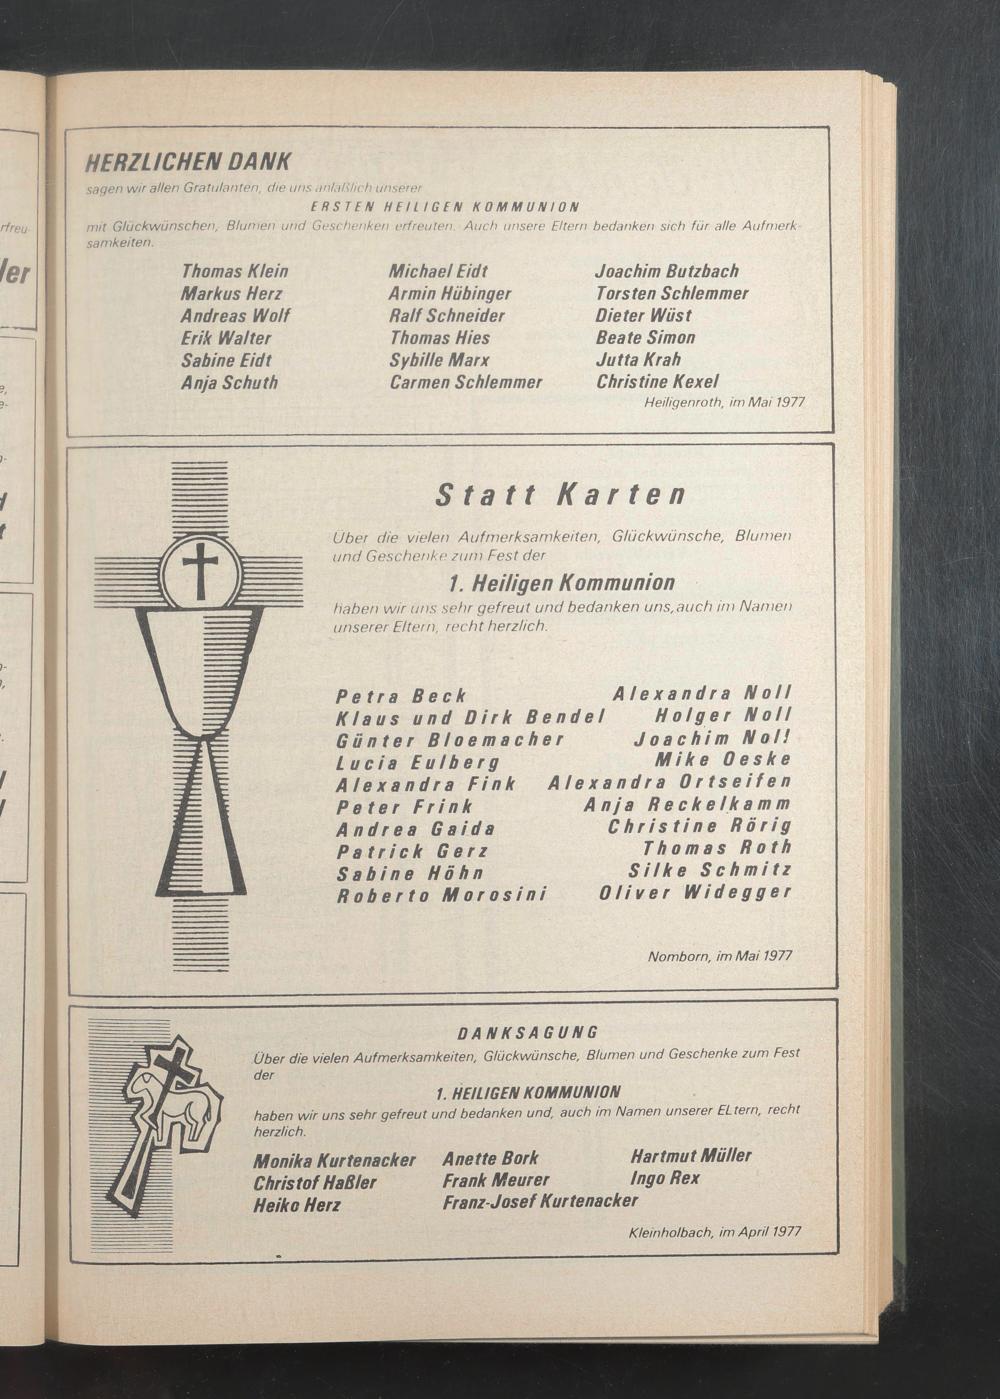 HERZLICHEN DANK
sagen wir allen Gratulanten, die uns anläßlich unserer
ERSTEN HEILIGEN KOMMUNION
mit Glückwünschen, Blumen und Geschenken erfreuten. Auch unsere Eltern bedanken sich für alle Aufmerk-
samkeiten.
Thomas Klein Michael Eidt Joachim Butzbach
Markus Herz Armin Hübinger Torsten Schlemmer
Andreas Wolf Ralf Schneider Dieter Wüst
Erik Walter Thomas Hies Beate Simon
Sabine Eidt Sybille Marx Jutta Krah
Anja Schuth Carmen Schlemmer Christine Kexel
Heiligenroth, im Mai 1977
Statt Karten
Über die vielen Aufmerksamkeiten, Glückwünsche, Blumen
und Geschenke zum Fest der
1. Heiligen Kommunion
haben wir uns sehr gefreut und bedanken uns, auch im Namen
unserer Eltern, recht herzlich.
Petra Beck Alexandra Noll
Klaus und Dirk Bendel Holger Noll
Günter Bloemacher Joachim Nol!
Lucia Eulberg Mike Oeske
Alexandra Fink Alexandra Ortseifen
Peter Frink Anja Reckelkamm
Andrea Gaida Christine Rörig
Patrick Gerz Thomas Roth
Sabine Höhn Silke Schmitz
Roberto Morosini Oliver Widegger
Nomborn, im Mai 1977
DANKSAGUNG
Über die vielen Aufmerksamkeiten, Glückwünsche, Blumen und Geschenke zum Fest
der
1. HEILIGEN KOMMUNION
haben wir uns sehr gefreut und bedanken und, auch im Namen unserer ELtern, recht
herzlich.
Monika Kurtenacker Anette Bork Hartmut Müller
Christof Haßler Frank Meurer Ingo Rex
Heiko Herz Franz-Josef Kurtenacker
Kleinholbach, im April 1977